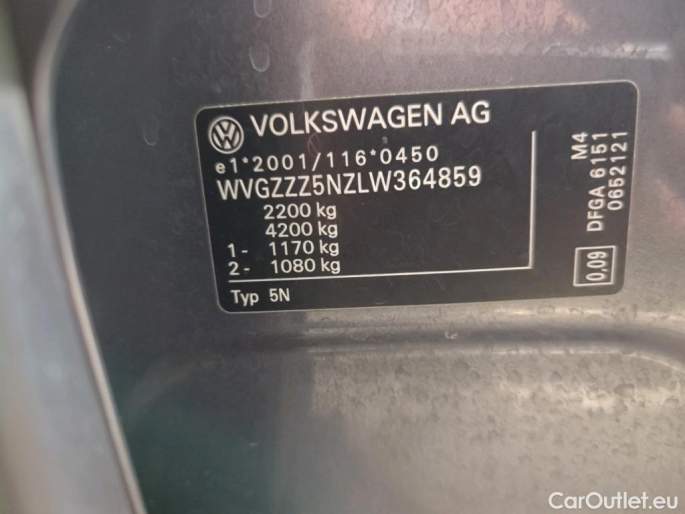 VOLKSWAGEN AG
e1*2001/116*0450
WVGZZZ5NZLW364859
2200 kg
4200 kg
1- 1170 kg
2- 1080 kg
Typ 5N
M4
DFGA 6151
0652121
0,09
CarOutlet.eu